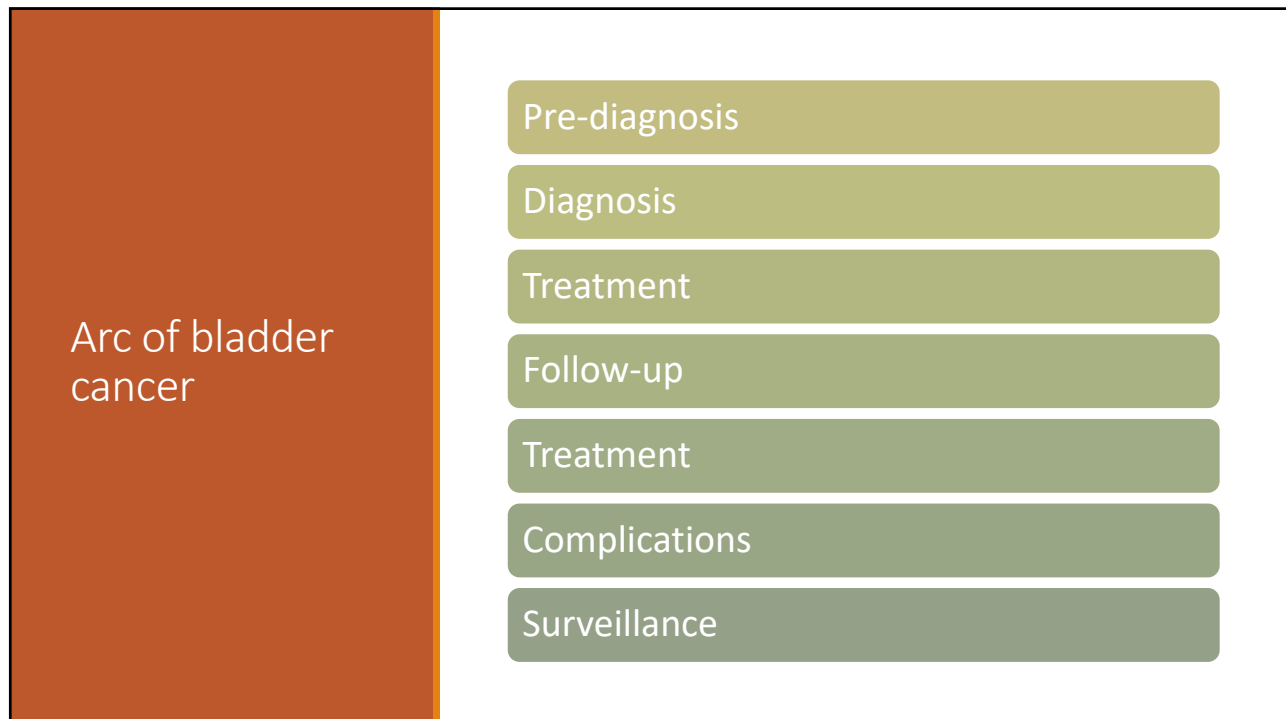 Arc of bladder
cancer
Pre-diagnosis
Diagnosis
Treatment
Follow-up
Treatment
Complications
Surveillance